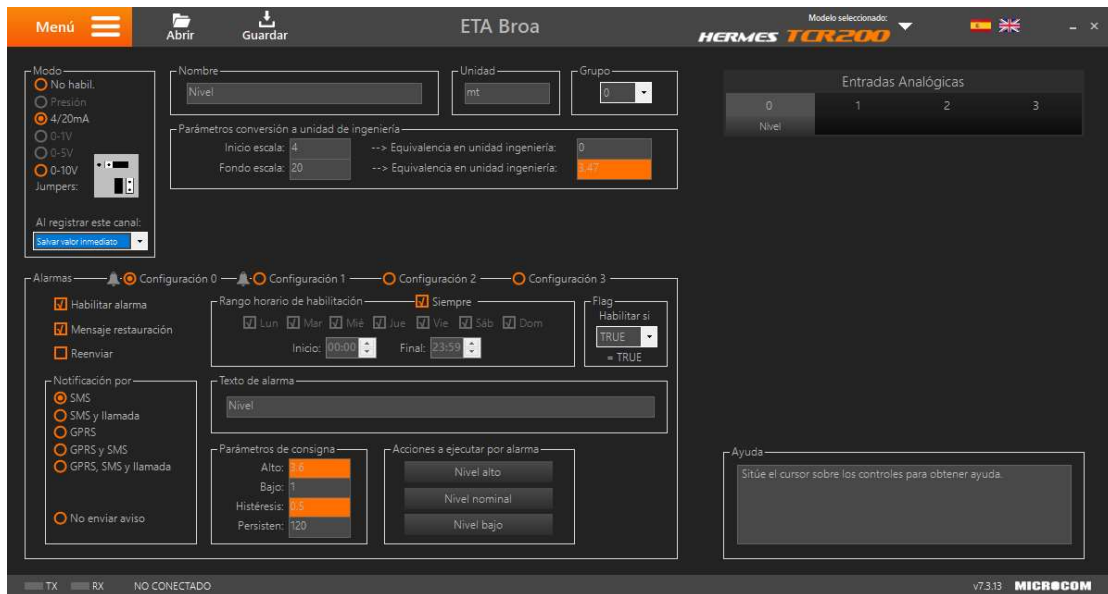 Menú
Abrir
Guardar
ETA Broa
Modelo seleccionado:
HERMES TCR200
Modo
No habil.
Presión
4/20mA
0-1V
0-5V
0-10V
Jumpers:
Al registrar este canal:
Salvar valor inmediato
Nombre
Nivel
Unidad
mt
Grupo
0
Parámetros conversión a unidad de ingeniería
Inicio escala: 4 --> Equivalencia en unidad ingeniería: 0
Fondo escala: 20 --> Equivalencia en unidad ingeniería: 3.47
Entradas Analógicas
0 1 2 3
Nivel
Alarmas Configuración 0 Configuración 1 Configuración 2 Configuración 3
Habilitar alarma
Mensaje restauración
Reenviar
Rango horario de habilitación Siempre
Lun Mar Mié Jue Vie Sáb Dom
Inicio: 00:00 Final: 23:59
Flag
Habilitar si
TRUE
= TRUE
Notificación por
SMS
SMS y llamada
GPRS
GPRS y SMS
GPRS, SMS y llamada
No enviar aviso
Texto de alarma
Nivel
Parámetros de consigna
Alto: 3.6
Bajo: 1
Histéresis: 0.5
Persisten: 120
Acciones a ejecutar por alarma
Nivel alto
Nivel nominal
Nivel bajo
Ayuda
Sitúe el cursor sobre los controles para obtener ayuda.
TX RX NO CONECTADO
v7.3.13 MICROCOM